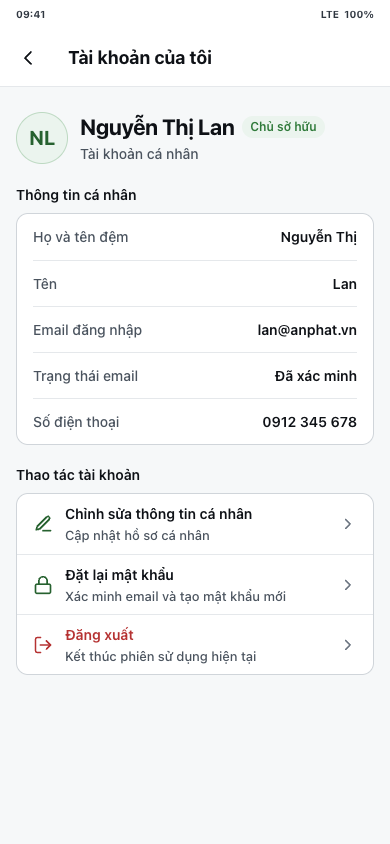 09:41
LTE 100%
Tài khoản của tôi
NL
Nguyễn Thị Lan
Chủ sở hữu
Tài khoản cá nhân
Thông tin cá nhân
Họ và tên đệm
Nguyễn Thị
Tên
Lan
Email đăng nhập
lan@anphat.vn
Trạng thái email
Đã xác minh
Số điện thoại
0912 345 678
Thao tác tài khoản
Chỉnh sửa thông tin cá nhân
Cập nhật hồ sơ cá nhân
Đặt lại mật khẩu
Xác minh email và tạo mật khẩu mới
Đăng xuất
Kết thúc phiên sử dụng hiện tại